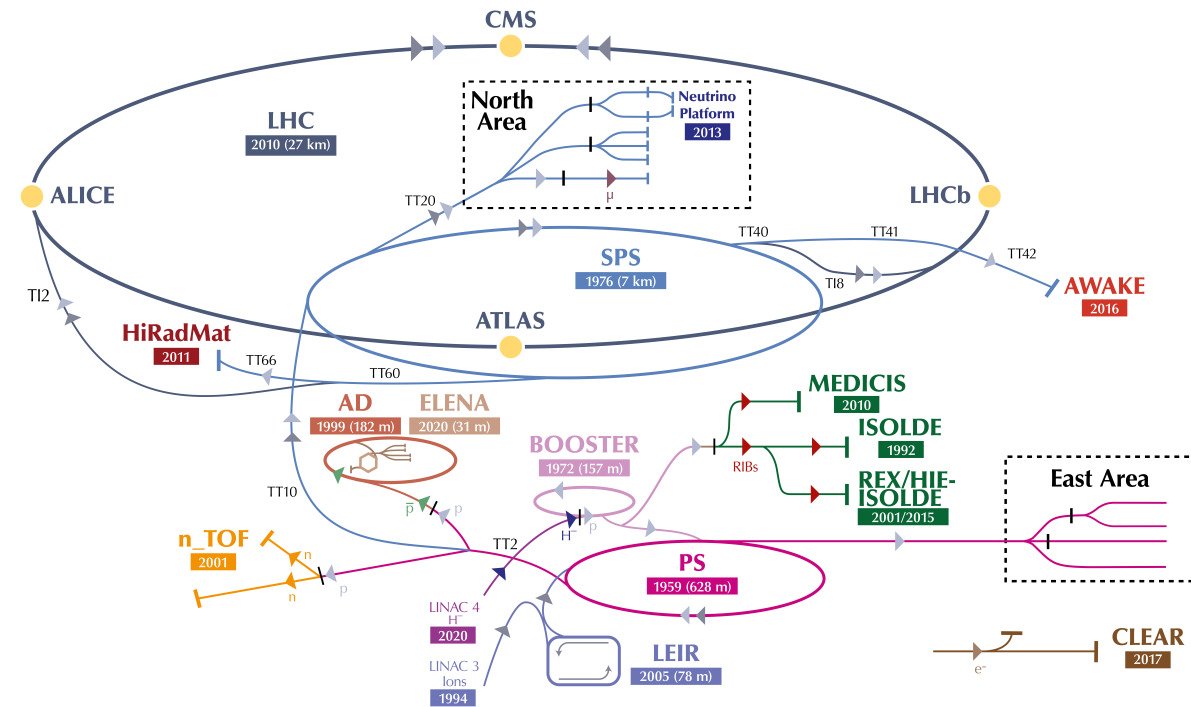 CMS
North
Area
Neutrino
Platform
2013
LHC
2010 (27 km)
ALICE
LHCb
μ
TT20
TT40
TT41
TT42
SPS
1976 (7 km)
TI8
AWAKE
2016
TI2
ATLAS
HiRadMat
2011
TT66
TT60
AD
1999 (182 m)
ELENA
2020 (31 m)
MEDICIS
2010
BOOSTER
1972 (157 m)
ISOLDE
1992
RIBs
REX/HIE-
ISOLDE
2001/2015
East Area
TT10
p̅
p
H⁻
p
n_TOF
2001
n
n
p
TT2
PS
1959 (628 m)
LINAC 4
H⁻
2020
LINAC 3
Ions
1994
LEIR
2005 (78 m)
e⁻
CLEAR
2017